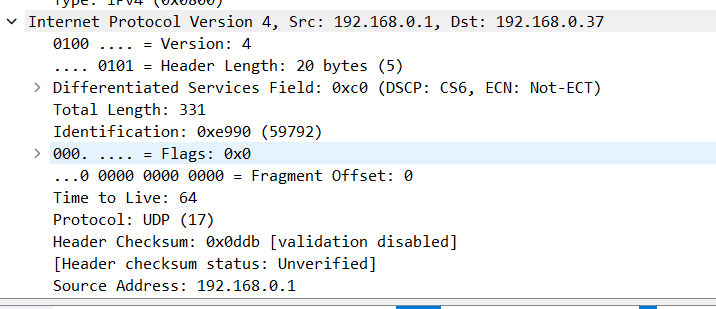 Type: IPv4 (0x0800)
Internet Protocol Version 4, Src: 192.168.0.1, Dst: 192.168.0.37
0100 .... = Version: 4
.... 0101 = Header Length: 20 bytes (5)
Differentiated Services Field: 0xc0 (DSCP: CS6, ECN: Not-ECT)
Total Length: 331
Identification: 0xe990 (59792)
000. .... = Flags: 0x0
...0 0000 0000 0000 = Fragment Offset: 0
Time to Live: 64
Protocol: UDP (17)
Header Checksum: 0x0ddb [validation disabled]
[Header checksum status: Unverified]
Source Address: 192.168.0.1